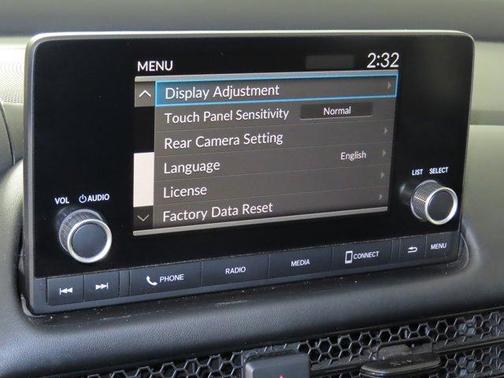 MENU 2:32
Display Adjustment
Touch Panel Sensitivity Normal
Rear Camera Setting
Language English
License
Factory Data Reset
VOL AUDIO
LIST SELECT
PHONE RADIO MEDIA CONNECT MENU